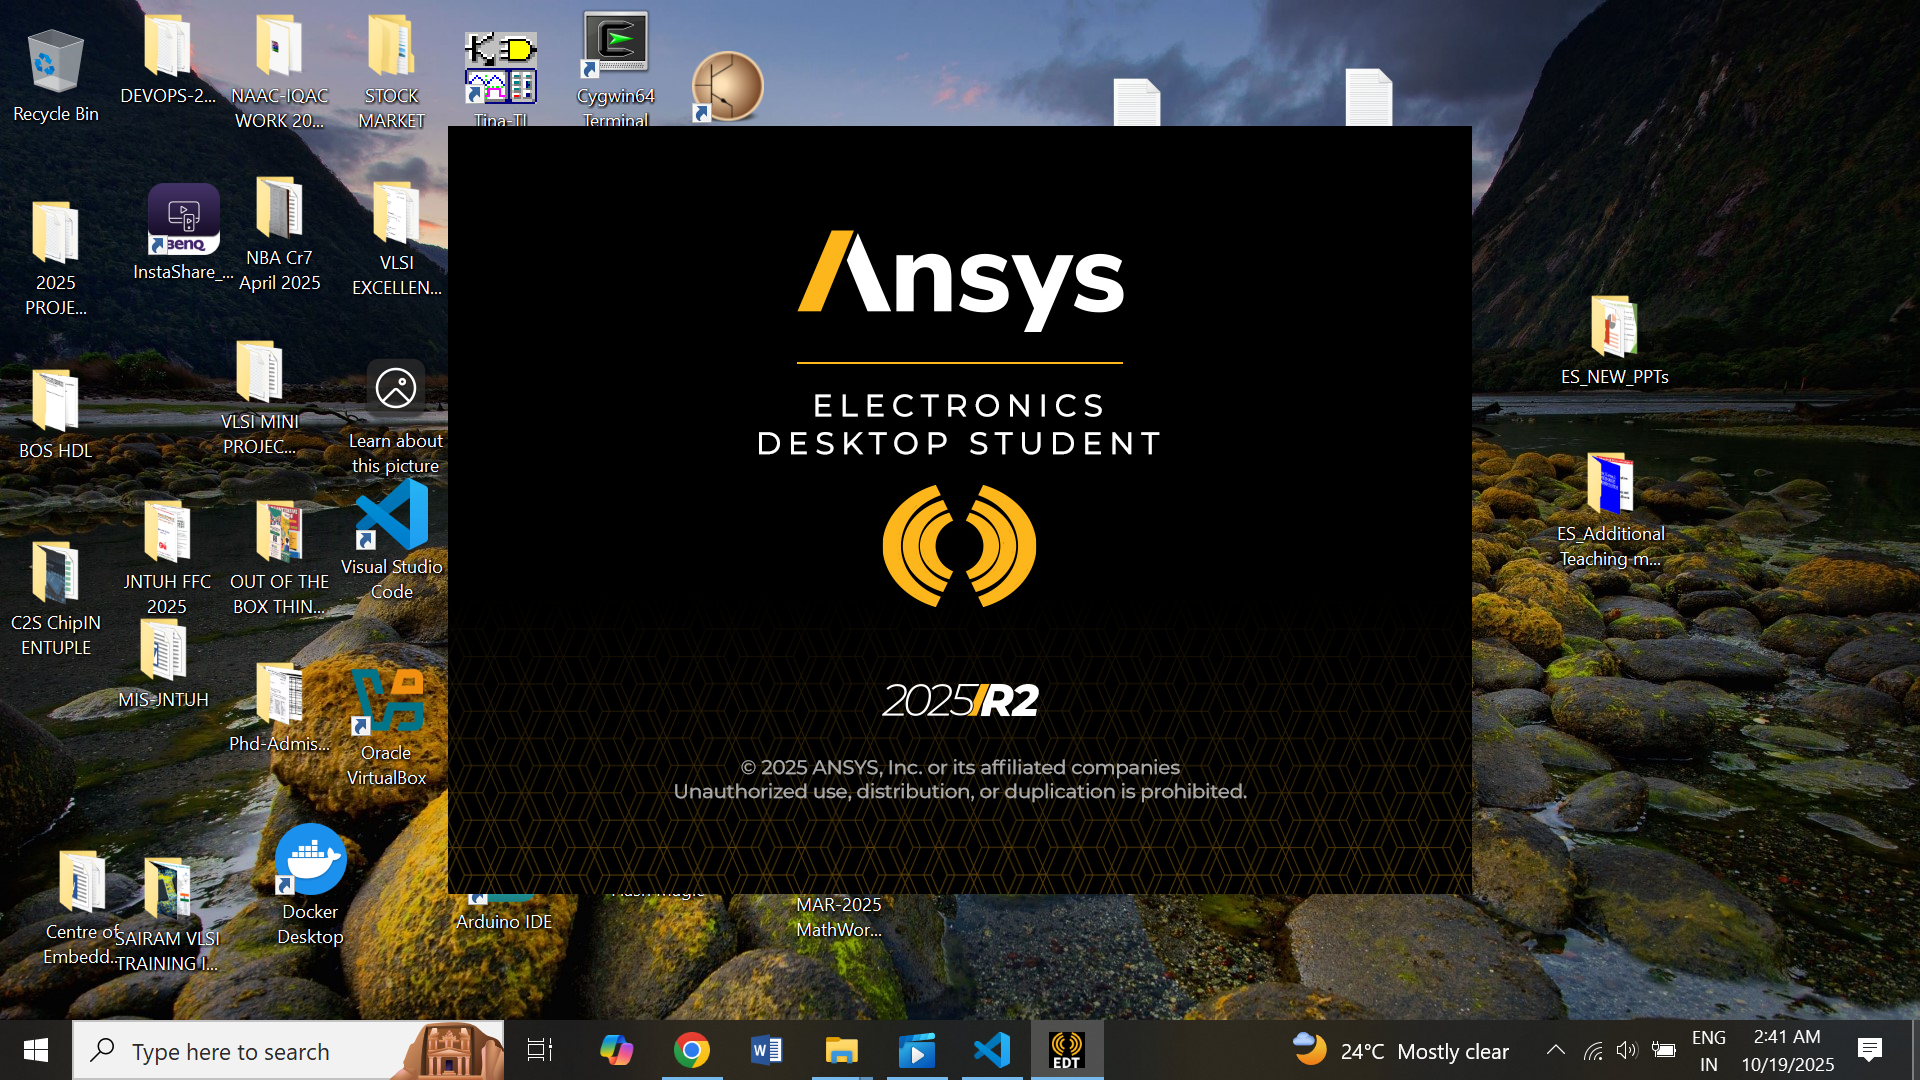 Recycle Bin
DEVOPS-2...
NAAC-IQAC
WORK 20...
STOCK
MARKET
Tina-TI
Cygwin64
Terminal
2025
PROJE...
BenQ
InstaShare_...
NBA Cr7
April 2025
VLSI
EXCELLEN...
BOS HDL
VLSI MINI
PROJEC...
Learn about
this picture
C2S ChipIN
ENTUPLE
JNTUH FFC
2025
OUT OF THE
BOX THIN...
Visual Studio
Code
MIS-JNTUH
Phd-Admis...
Oracle
VirtualBox
Centre of
Embedd...
SAIRAM VLSI
TRAINING I...
Docker
Desktop
Arduino IDE
MAR-2025
MathWor...
Ansys
ELECTRONICS
DESKTOP STUDENT
2025/R2
© 2025 ANSYS, Inc. or its affiliated companies
Unauthorized use, distribution, or duplication is prohibited.
ES_NEW_PPTs
ES_Additional
Teaching-m...
Type here to search
EDT
24°C Mostly clear
ENG
IN
2:41 AM
10/19/2025